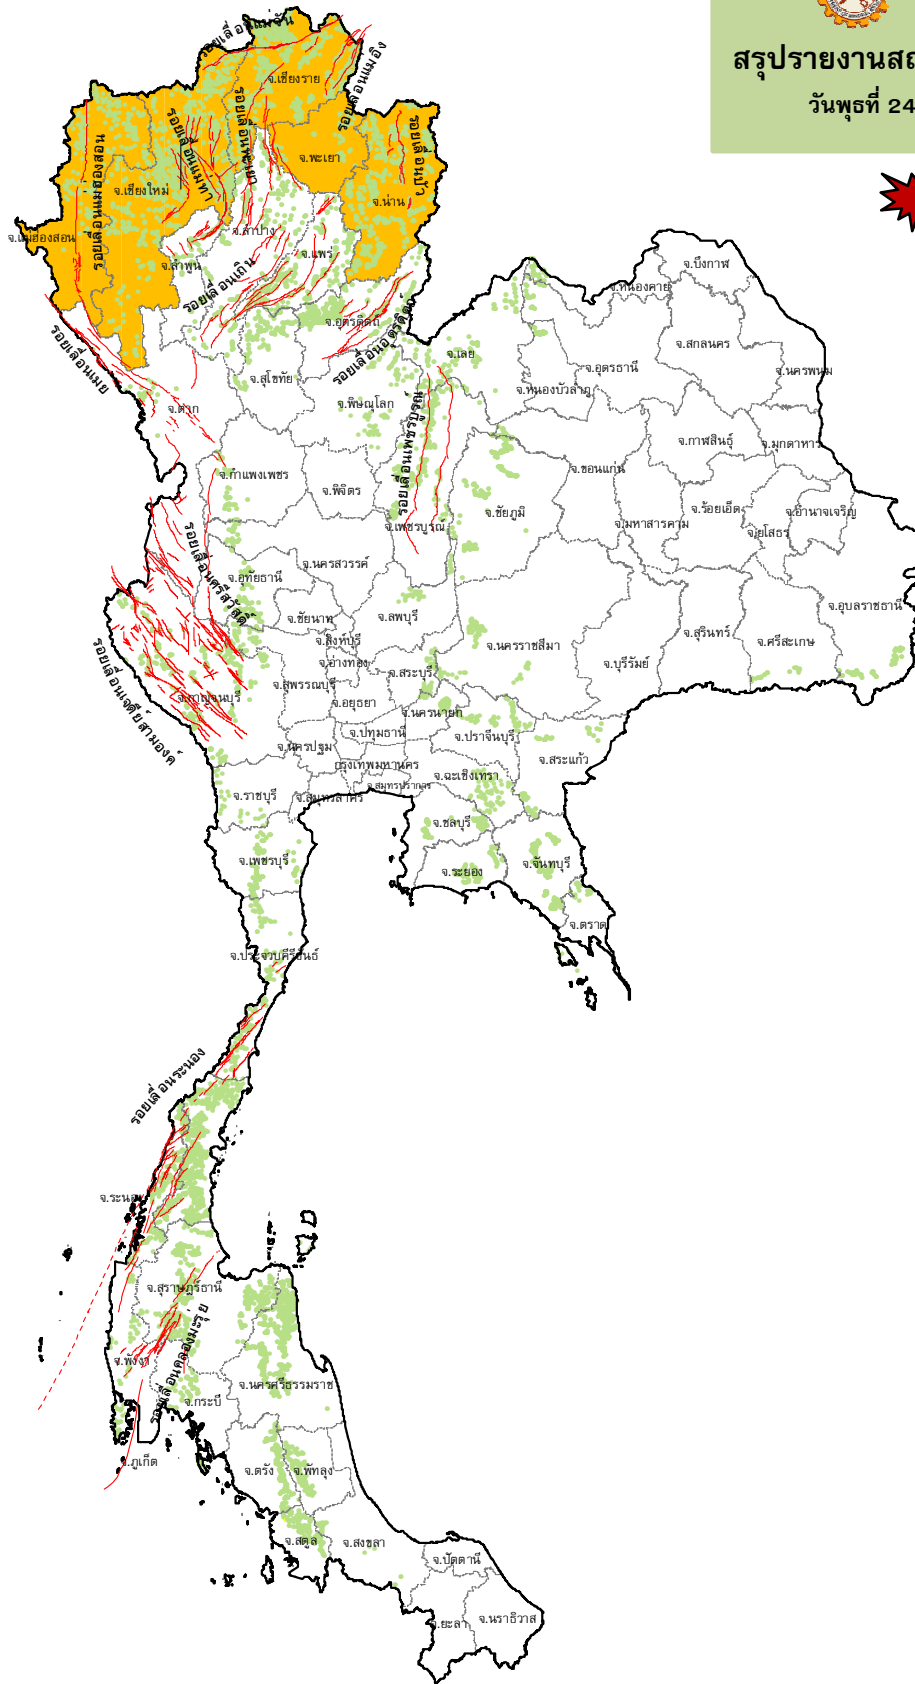 สรุปรายงานสถ
วันพุธที่ 24
รอยเลื่อนแม่จัน
รอยเลื่อนแม่อิง
จ.เชียงราย
รอยเลื่อนพะเยา
รอยเลื่อนแม่ทา
รอยเลื่อนปัว
จ.พะเยา
รอยเลื่อนแม่ฮ่องสอน
จ.เชียงใหม่
จ.น่าน
จ.แม่ฮ่องสอน
จ.ลำปาง
จ.แพร่
จ.ลำพูน
รอยเลื่อนเถิน
จ.อุตรดิตถ์
รอยเลื่อนอุตรดิตถ์
รอยเลื่อนเมย
จ.บึงกาฬ
จ.หนองคาย
จ.สกลนคร
จ.เลย
จ.อุดรธานี
จ.นครพนม
จ.สุโขทัย
จ.หนองบัวลำภู
จ.ตาก
จ.พิษณุโลก
รอยเลื่อนเพชรบูรณ์
จ.กาฬสินธุ์
จ.มุกดาหาร
จ.กำแพงเพชร
จ.พิจิตร
จ.ขอนแก่น
จ.เพชรบูรณ์
จ.ชัยภูมิ
จ.มหาสารคาม
จ.ร้อยเอ็ด
จ.ยโสธร
จ.อำนาจเจริญ
รอยเลื่อนศรีสวัสดิ์
จ.นครสวรรค์
จ.อุทัยธานี
จ.ชัยนาท
จ.ลพบุรี
จ.อุบลราชธานี
จ.สิงห์บุรี
จ.นครราชสีมา
จ.สุรินทร์
จ.ศรีสะเกษ
จ.อ่างทอง
จ.บุรีรัมย์
จ.สระบุรี
จ.สุพรรณบุรี
จ.กาญจนบุรี
รอยเลื่อนเจดีย์สามองค์
จ.อยุธยา
จ.นครนายก
จ.ปทุมธานี
จ.ปราจีนบุรี
จ.นครปฐม
จ.สระแก้ว
กรุงเทพมหานคร
จ.ฉะเชิงเทรา
จ.สมุทรปราการ
จ.ราชบุรี
จ.สมุทรสาคร
จ.ชลบุรี
จ.เพชรบุรี
จ.ระยอง
จ.จันทบุรี
จ.ตราด
จ.ประจวบคีรีขันธ์
รอยเลื่อนระนอง
จ.ระนอง
จ.สุราษฎร์ธานี
รอยเลื่อนคลองมะรุ่ย
จ.พังงา
จ.นครศรีธรรมราช
จ.กระบี่
จ.ภูเก็ต
จ.ตรัง
จ.พัทลุง
จ.สตูล
จ.สงขลา
จ.ปัตตานี
จ.ยะลา
จ.นราธิวาส